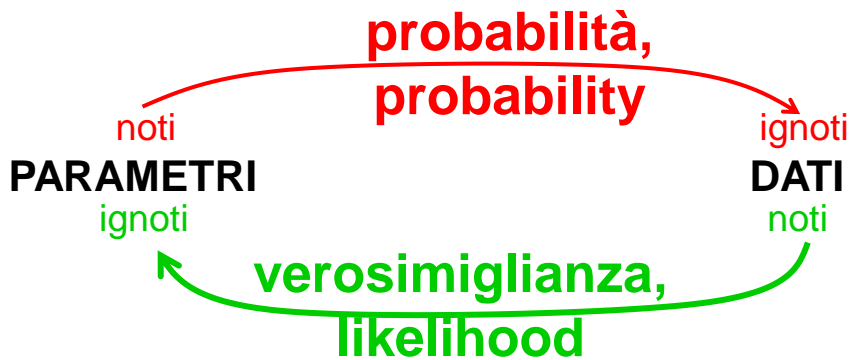 probabilità,
probability
noti
ignoti
PARAMETRI
DATI
ignoti
noti
verosimiglianza,
likelihood